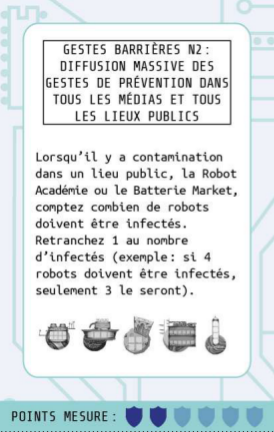 GESTES BARRIÈRES N2:
DIFFUSION MASSIVE DES
GESTES DE PRÉVENTION DANS
TOUS LES MÉDIAS ET TOUS
LES LIEUX PUBLICS
Lorsqu'il y a contamination
dans un lieu public, la Robot
Académie ou le Batterie Market,
comptez combien de robots
doivent être infectés.
Retranchez 1 au nombre
d'infectés (exemple: si 4
robots doivent être infectés,
seulement 3 le seront).
POINTS MESURE: